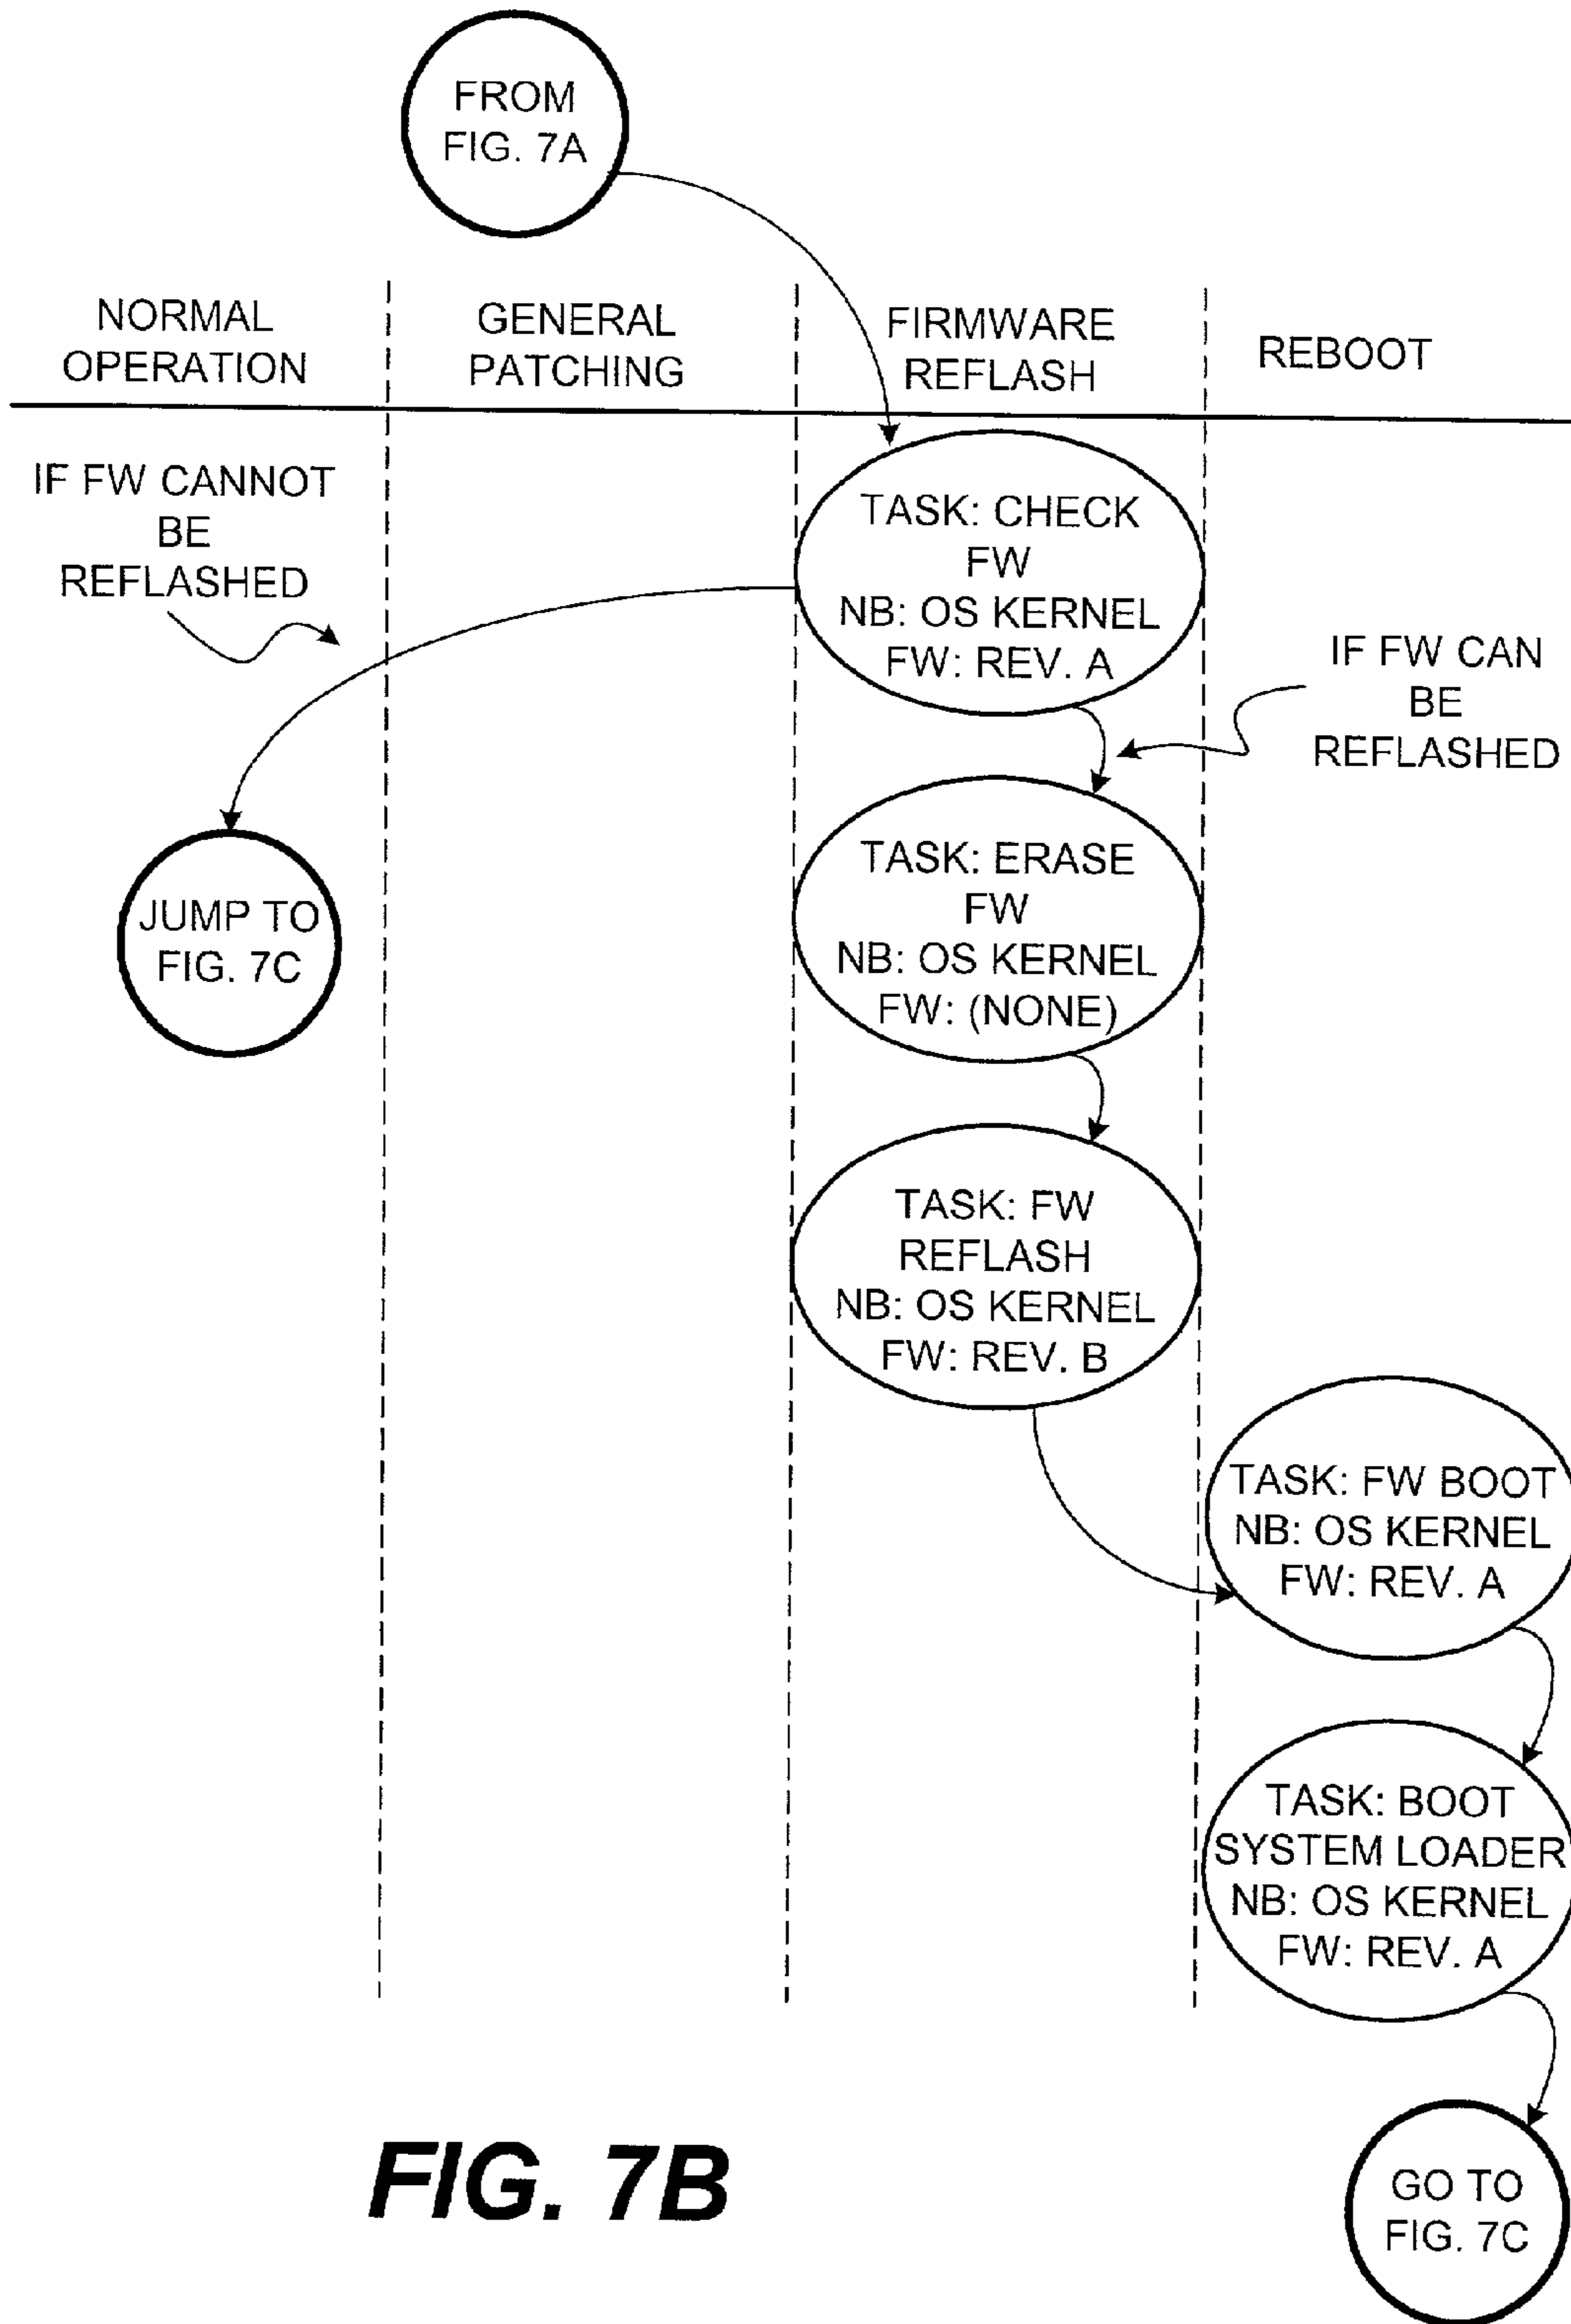 FROM
FIG. 7A
NORMAL
OPERATION
GENERAL
PATCHING
FIRMWARE
REFLASH
REBOOT
IF FW CANNOT
BE
REFLASHED
TASK: CHECK
FW
NB: OS KERNEL
FW: REV. A
IF FW CAN
BE
REFLASHED
JUMP TO
FIG. 7C
TASK: ERASE
FW
NB: OS KERNEL
FW: (NONE)
TASK: FW
REFLASH
NB: OS KERNEL
FW: REV. B
TASK: FW BOOT
NB: OS KERNEL
FW: REV. A
TASK: BOOT
SYSTEM LOADER
NB: OS KERNEL
FW: REV. A
GO TO
FIG. 7C
FIG. 7B